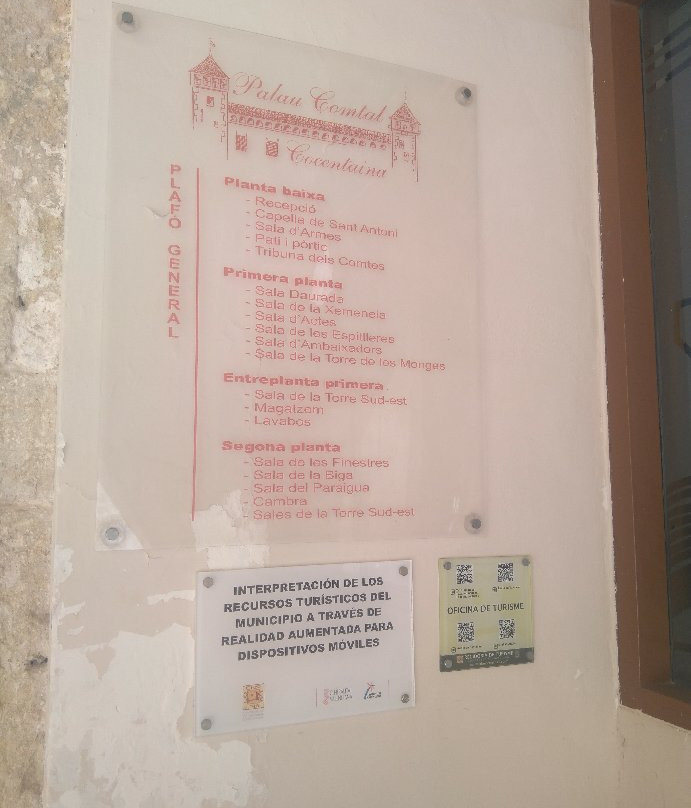 Palau Comtal
Cocentaina
PLAFÓ GENERAL
Planta baixa
- Recepció
- Capella de Sant Antoni
- Sala d'Armes
- Pati i pòrtic
- Tribuna dels Comtes
Primera planta
- Sala Daurada
- Sala de la Xemeneia
- Sala d'Actes
- Sala de les Espitlleres
- Sala d'Ambaixadors
- Sala de la Torre de les Monges
Entreplanta primera
- Sala de la Torre Sud-est
- Magatzem
- Lavabos
Segona planta
- Sala de les Finestres
- Sala de la Biga
- Sala del Paraigua
- Cambra
- Sales de la Torre Sud-est
INTERPRETACIÓN DE LOS
RECURSOS TURÍSTICOS DEL
MUNICIPIO A TRAVÉS DE
REALIDAD AUMENTADA PARA
DISPOSITIVOS MÓVILES
OFICINA DE TURISME